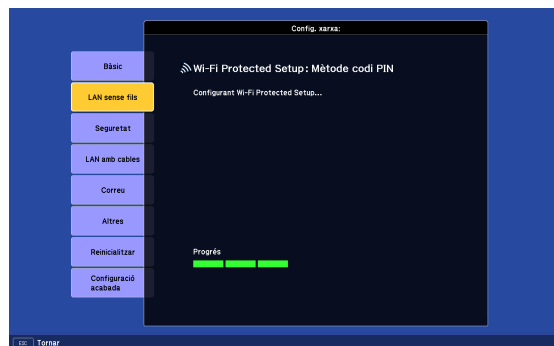 Config. xarxa:
Bàsic
LAN sense fils
Seguretat
LAN amb cables
Correu
Altres
Reinicialitzar
Configuració
acabada
Wi-Fi Protected Setup: Mètode codi PIN
Configurant Wi-Fi Protected Setup...
Progrés
ESC Tornar